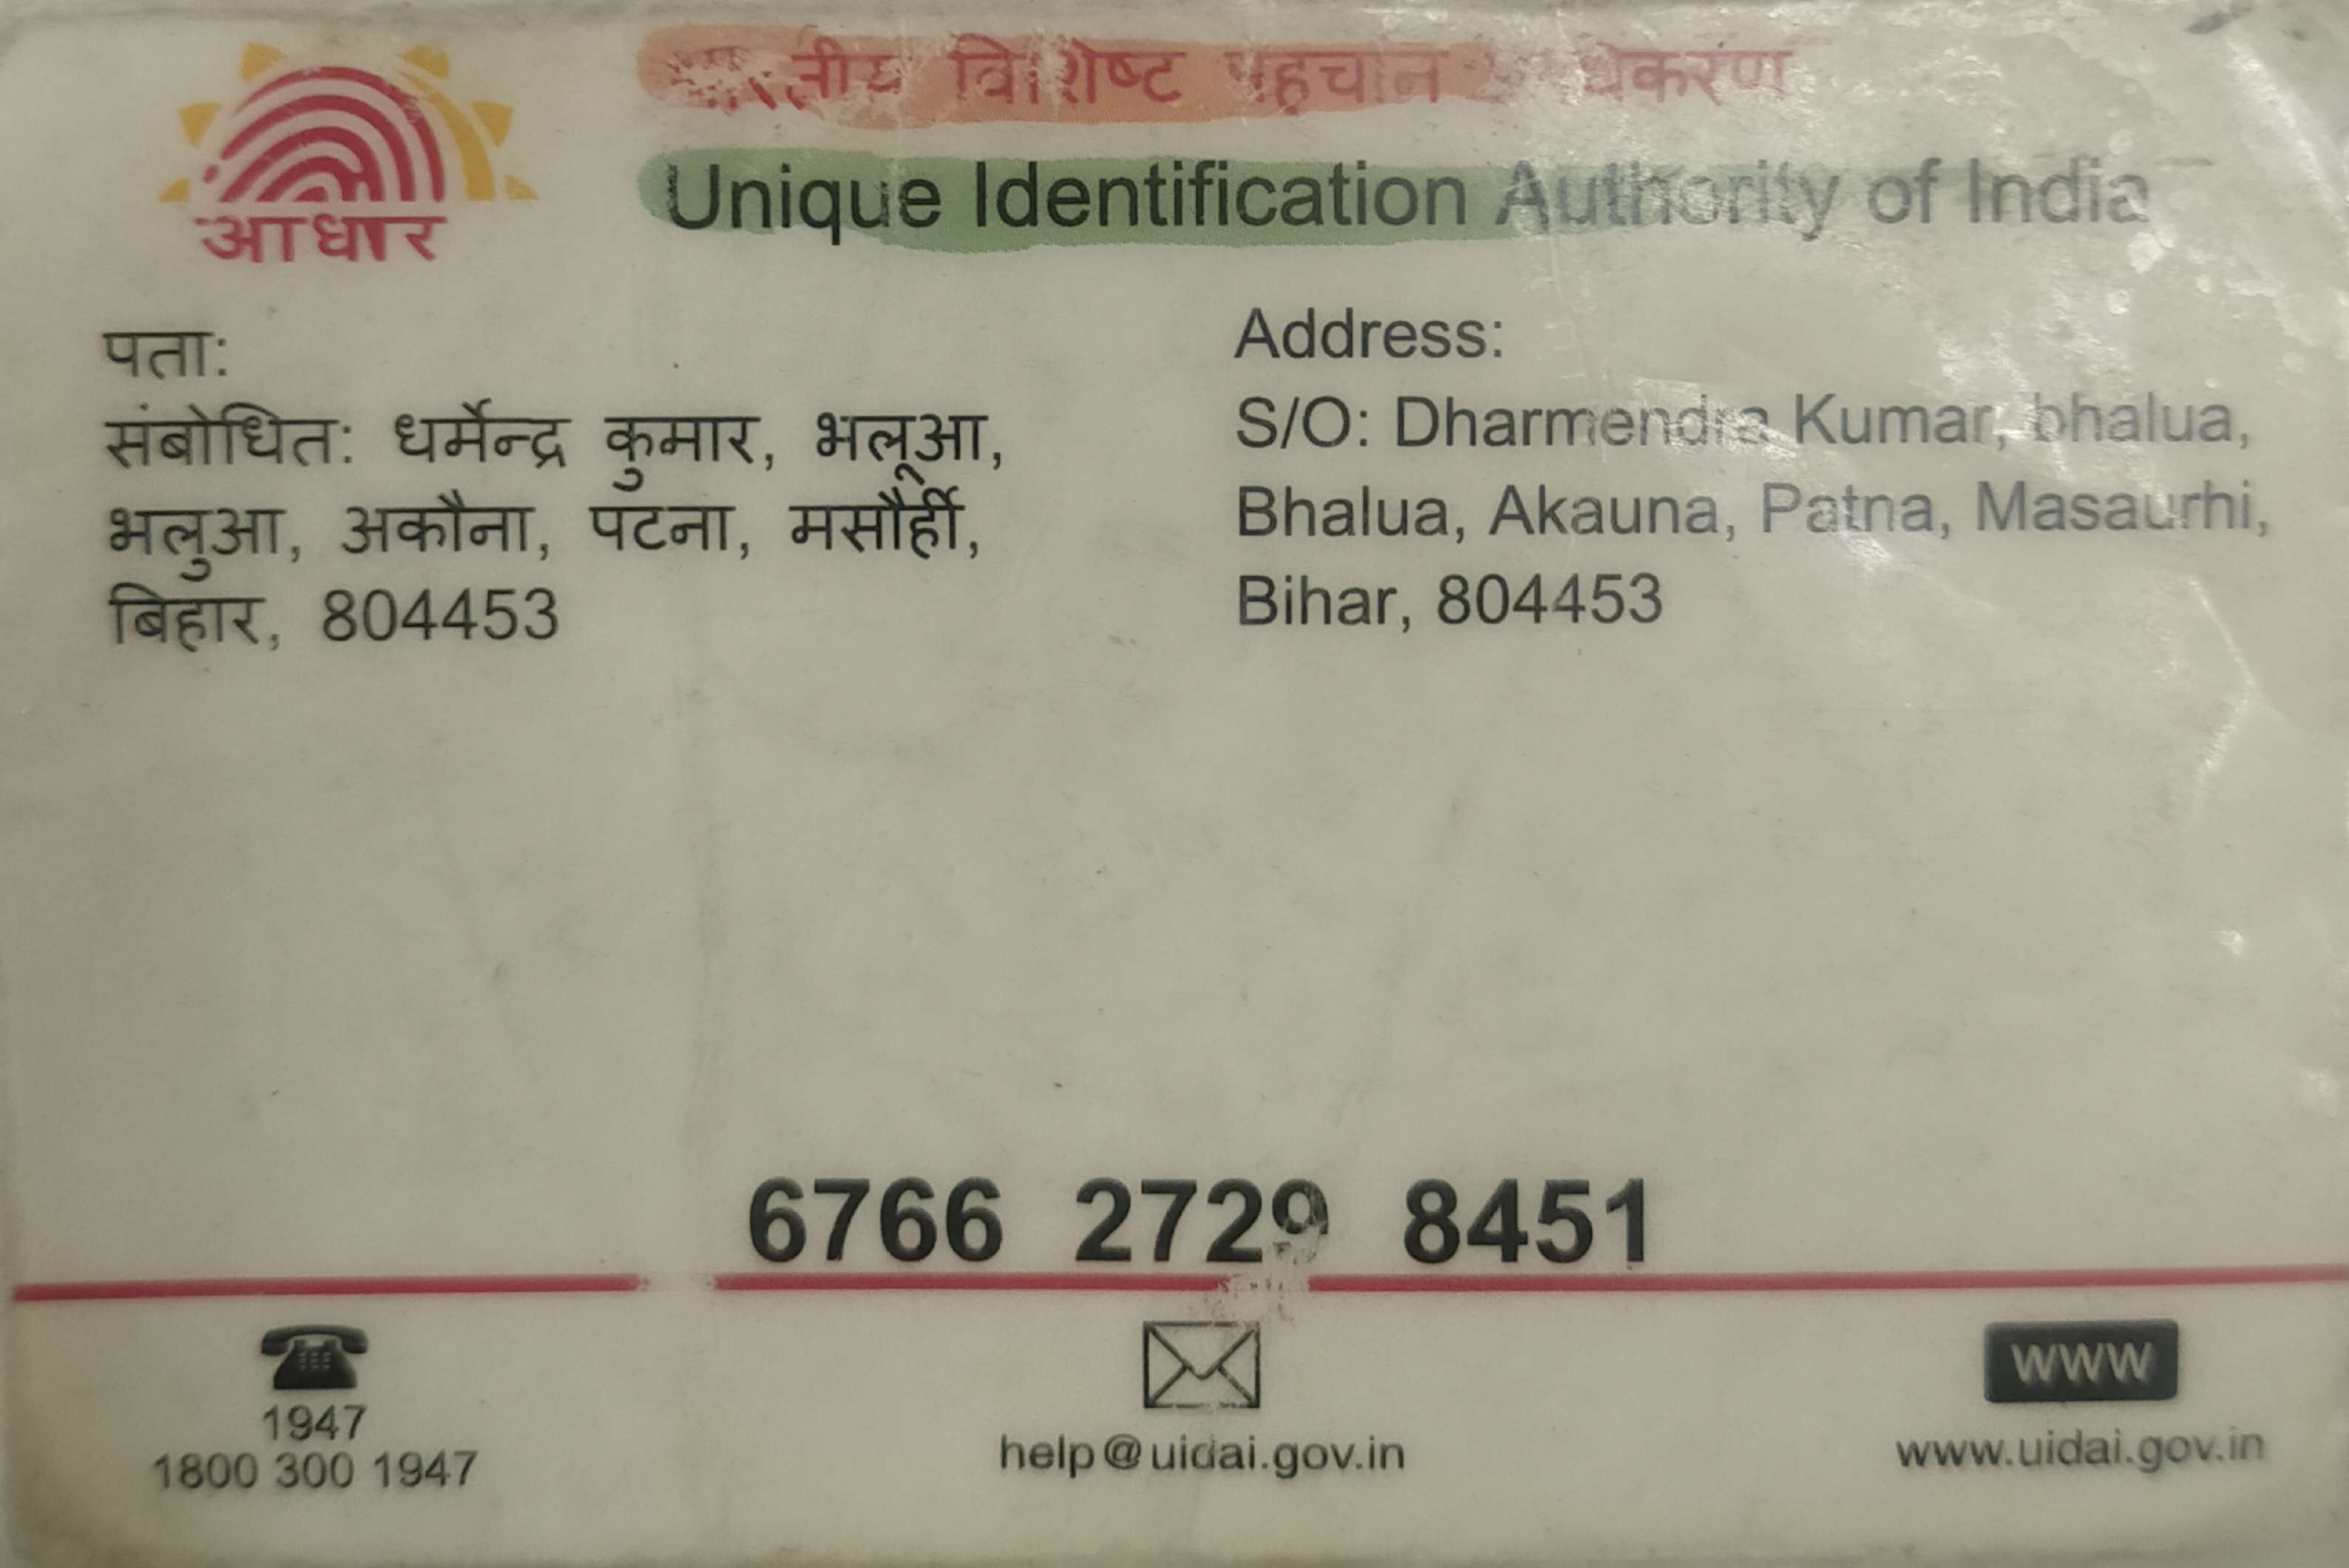 आधार
विशिष्ट
Unique Identification Authority of India
पता:
संबोधित: धर्मेन्द्र कुमार, भलूआ,
भलुआ, अकौना, पटना, मसौर्ही,
बिहार, 804453
Address:
S/O: Dharmendra Kumar, bhalua,
Bhalua, Akauna, Patna, Masaurhi,
Bihar, 804453
6766 2729 8451
1947
1800 300 1947
help@uidai.gov.in
www
www.uidai.gov.in